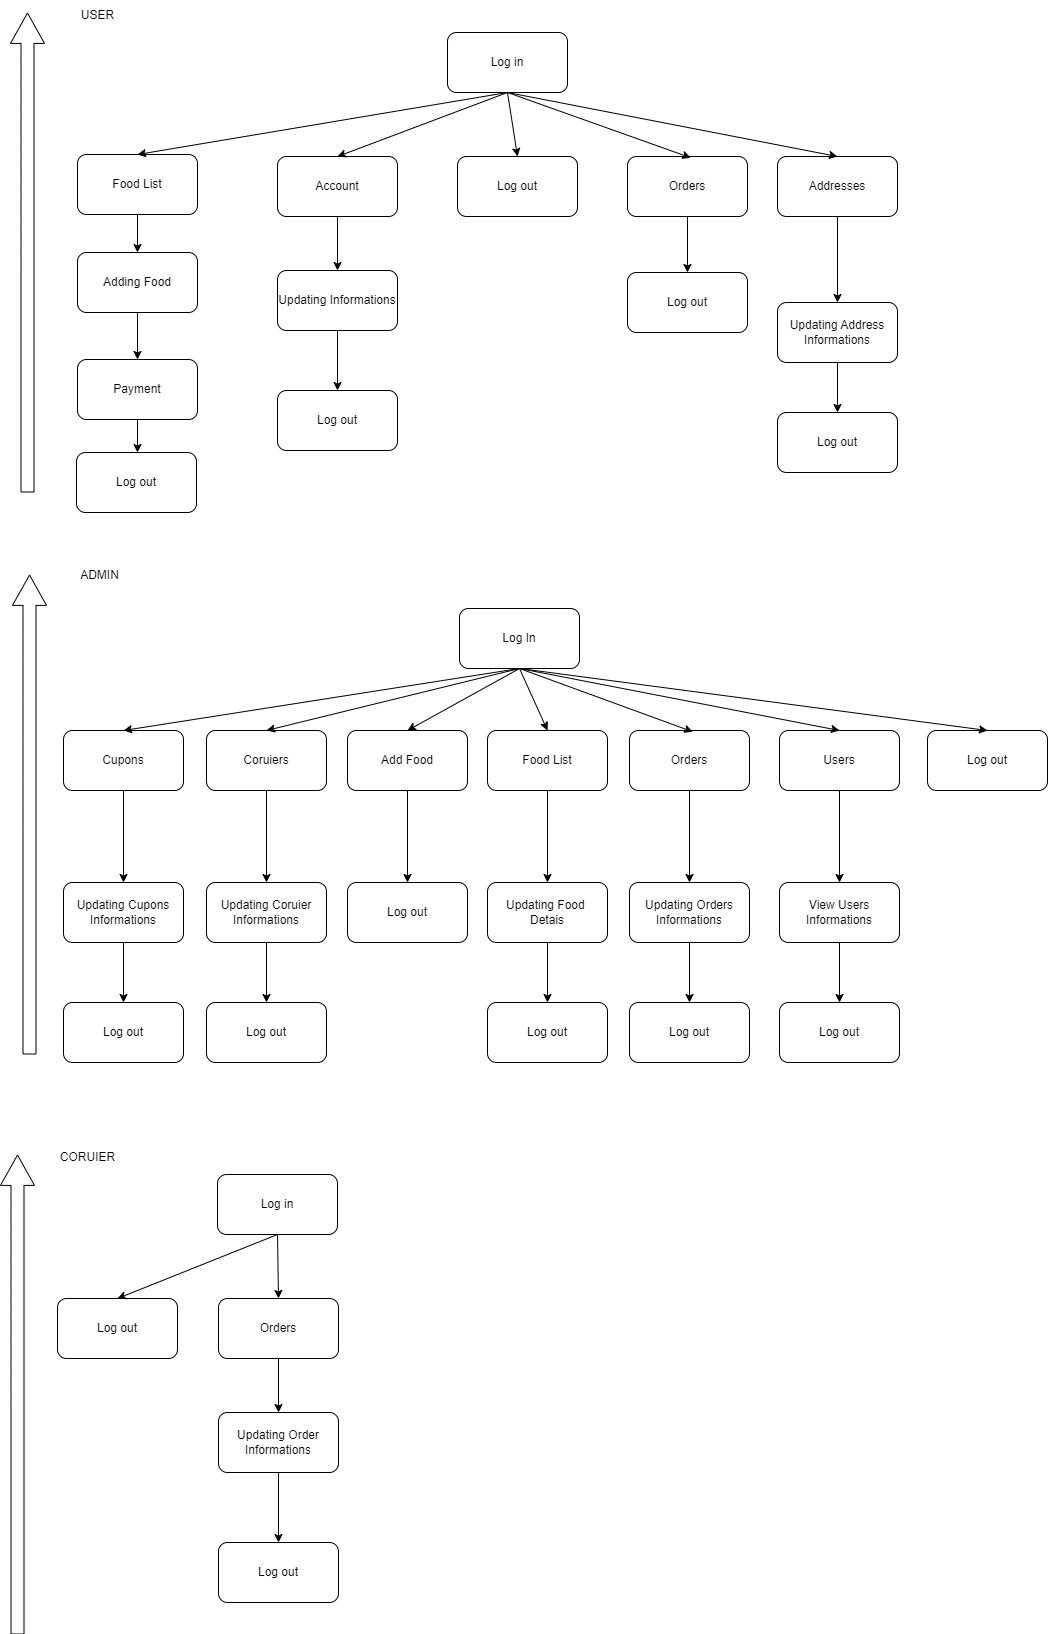 USER
Log in
Food List
Account
Log out
Orders
Addresses
Adding Food
Updating Informations
Log out
Updating Address
Informations
Payment
Log out
Log out
Log out
ADMIN
Log In
Cupons
Coruiers
Add Food
Food List
Orders
Users
Log out
Updating Cupons
Informations
Updating Coruier
Informations
Log out
Updating Food
Detais
Updating Orders
Informations
View Users
Informations
Log out
Log out
Log out
Log out
Log out
CORUIER
Log in
Log out
Orders
Updating Order
Informations
Log out